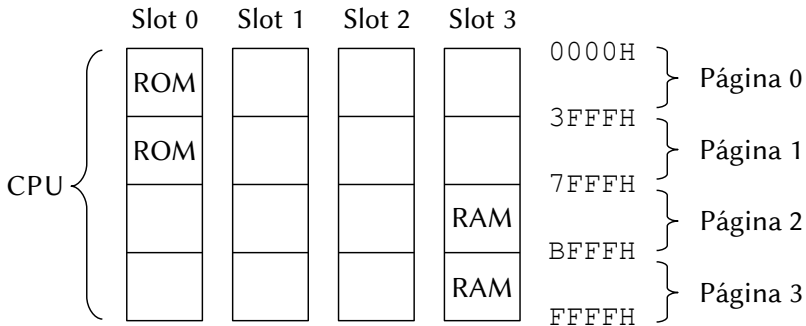 Slot 0 Slot 1 Slot 2 Slot 3
0000H
ROM
Página 0
3FFFH
ROM
Página 1
7FFFH
CPU
RAM
Página 2
BFFFH
RAM
Página 3
FFFFH